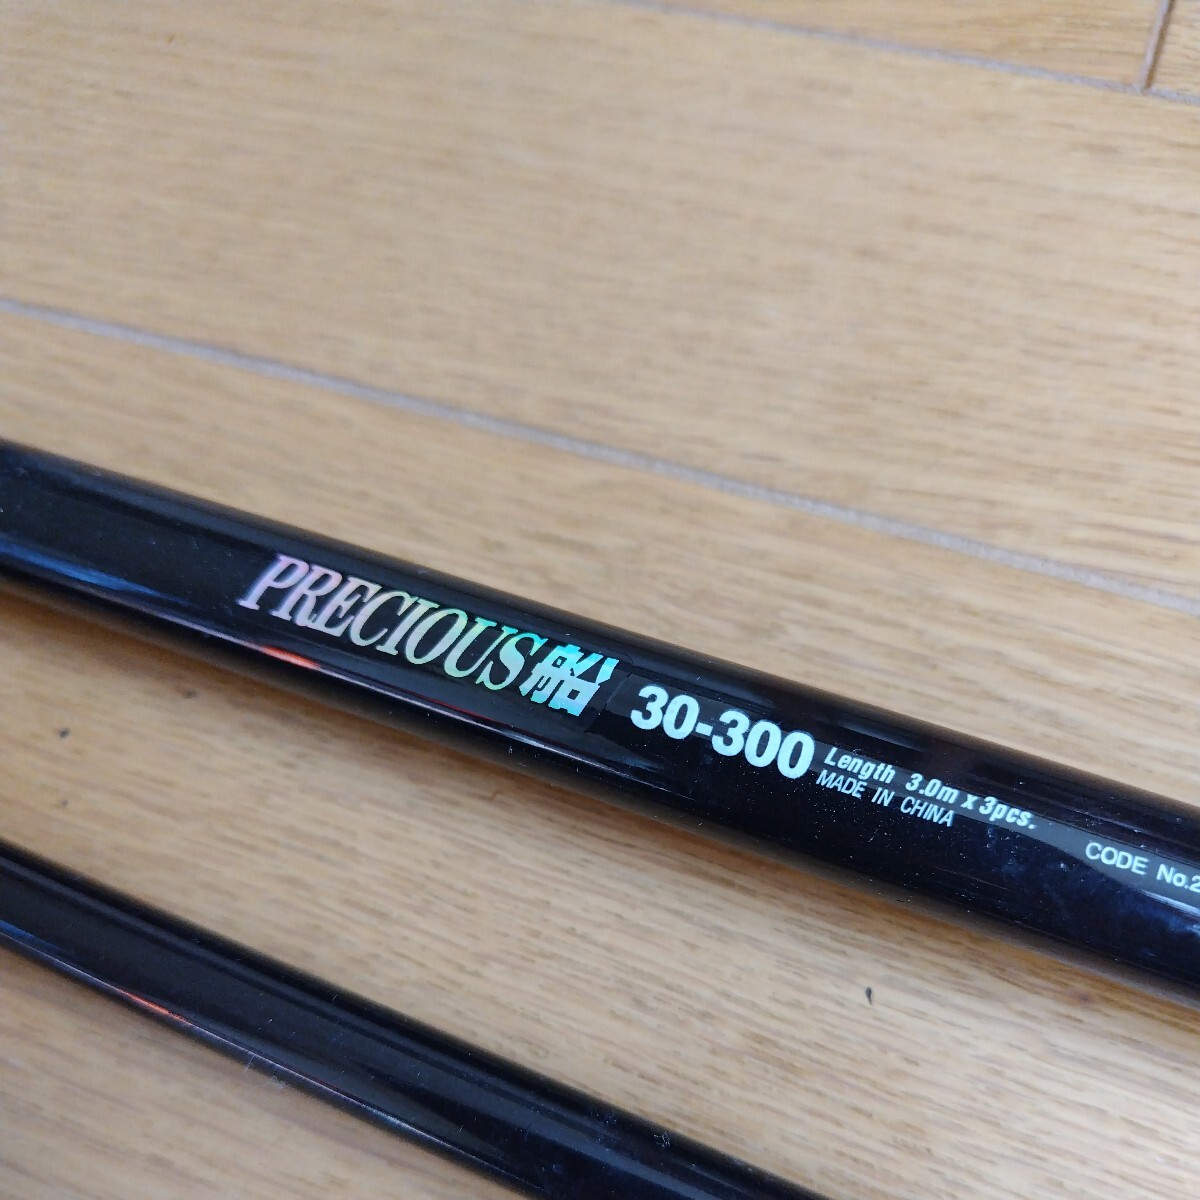 PRECIOUS船 30-300
Length 3.0m x 3pcs.
MADE IN CHINA
CODE No.2